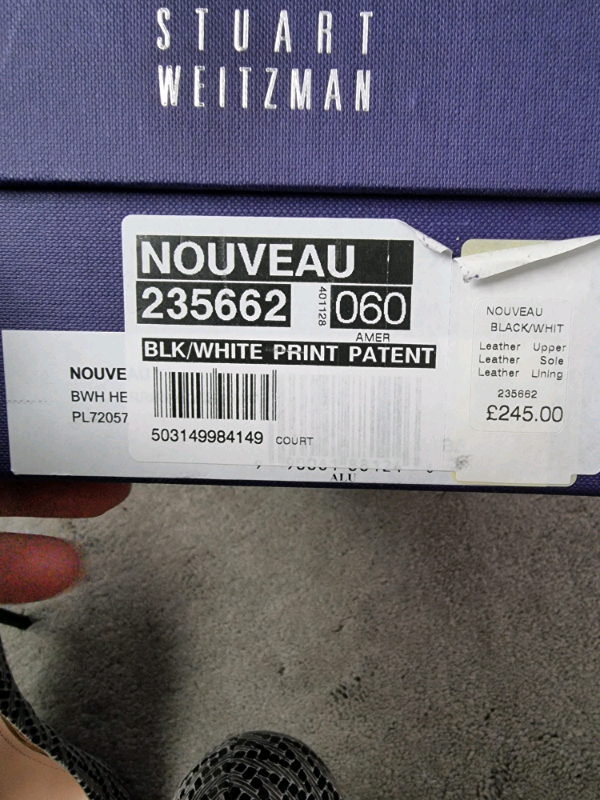 STUART
WEITZMAN
NOUVEAU
235662
401128
060
AMER
BLK/WHITE PRINT PATENT
503149984149 COURT
NOUVE
BWH HE
PL72057
ALU
NOUVEAU
BLACK/WHIT
Leather Upper
Leather Sole
Leather Lining
235662
£245.00